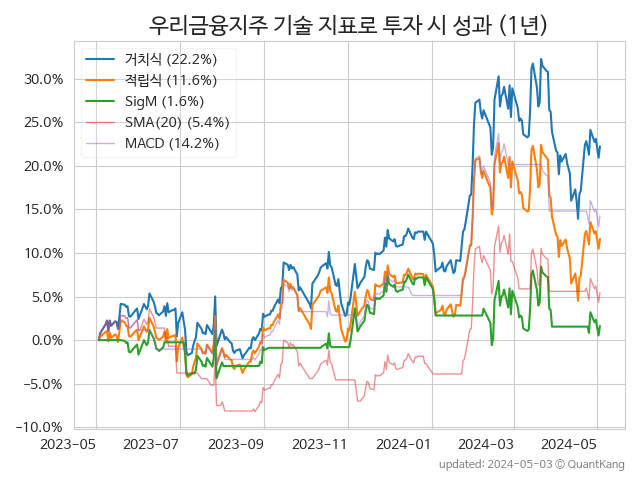 우리금융지주 기술 지표로 투자 시 성과 (1년)
거치식 (22.2%)
적립식 (11.6%)
SigM (1.6%)
SMA(20) (5.4%)
MACD (14.2%)
30.0%
25.0%
20.0%
15.0%
10.0%
5.0%
0.0%
−5.0%
−10.0%
2023-05 2023-07 2023-09 2023-11 2024-01 2024-03 2024-05
updated: 2024-05-03 ⓒ QuantKang